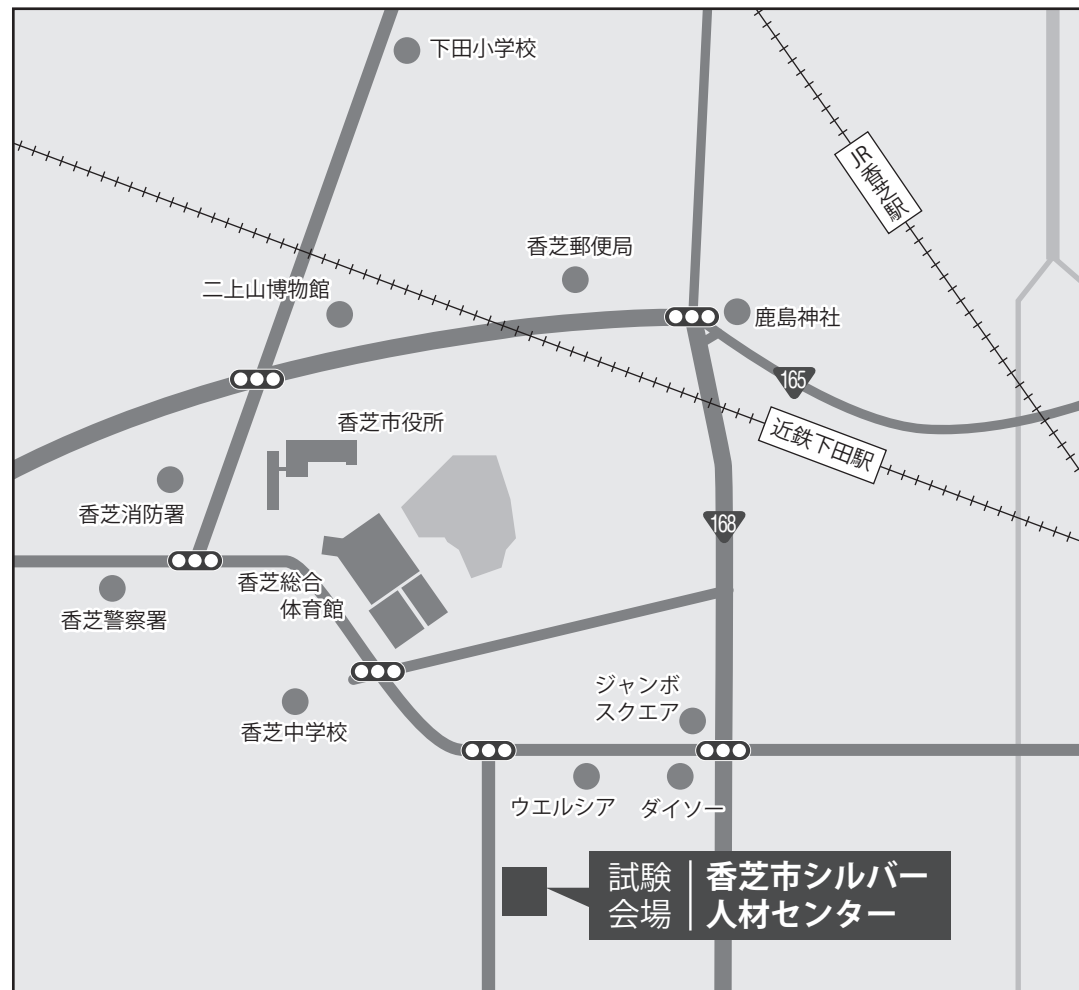 下田小学校
JR香芝駅
香芝郵便局
二上山博物館
鹿島神社
165
香芝市役所
近鉄下田駅
香芝消防署
168
香芝総合
体育館
香芝警察署
ジャンボ
スクエア
香芝中学校
ウエルシア
ダイソー
試験
会場
香芝市シルバー
人材センター